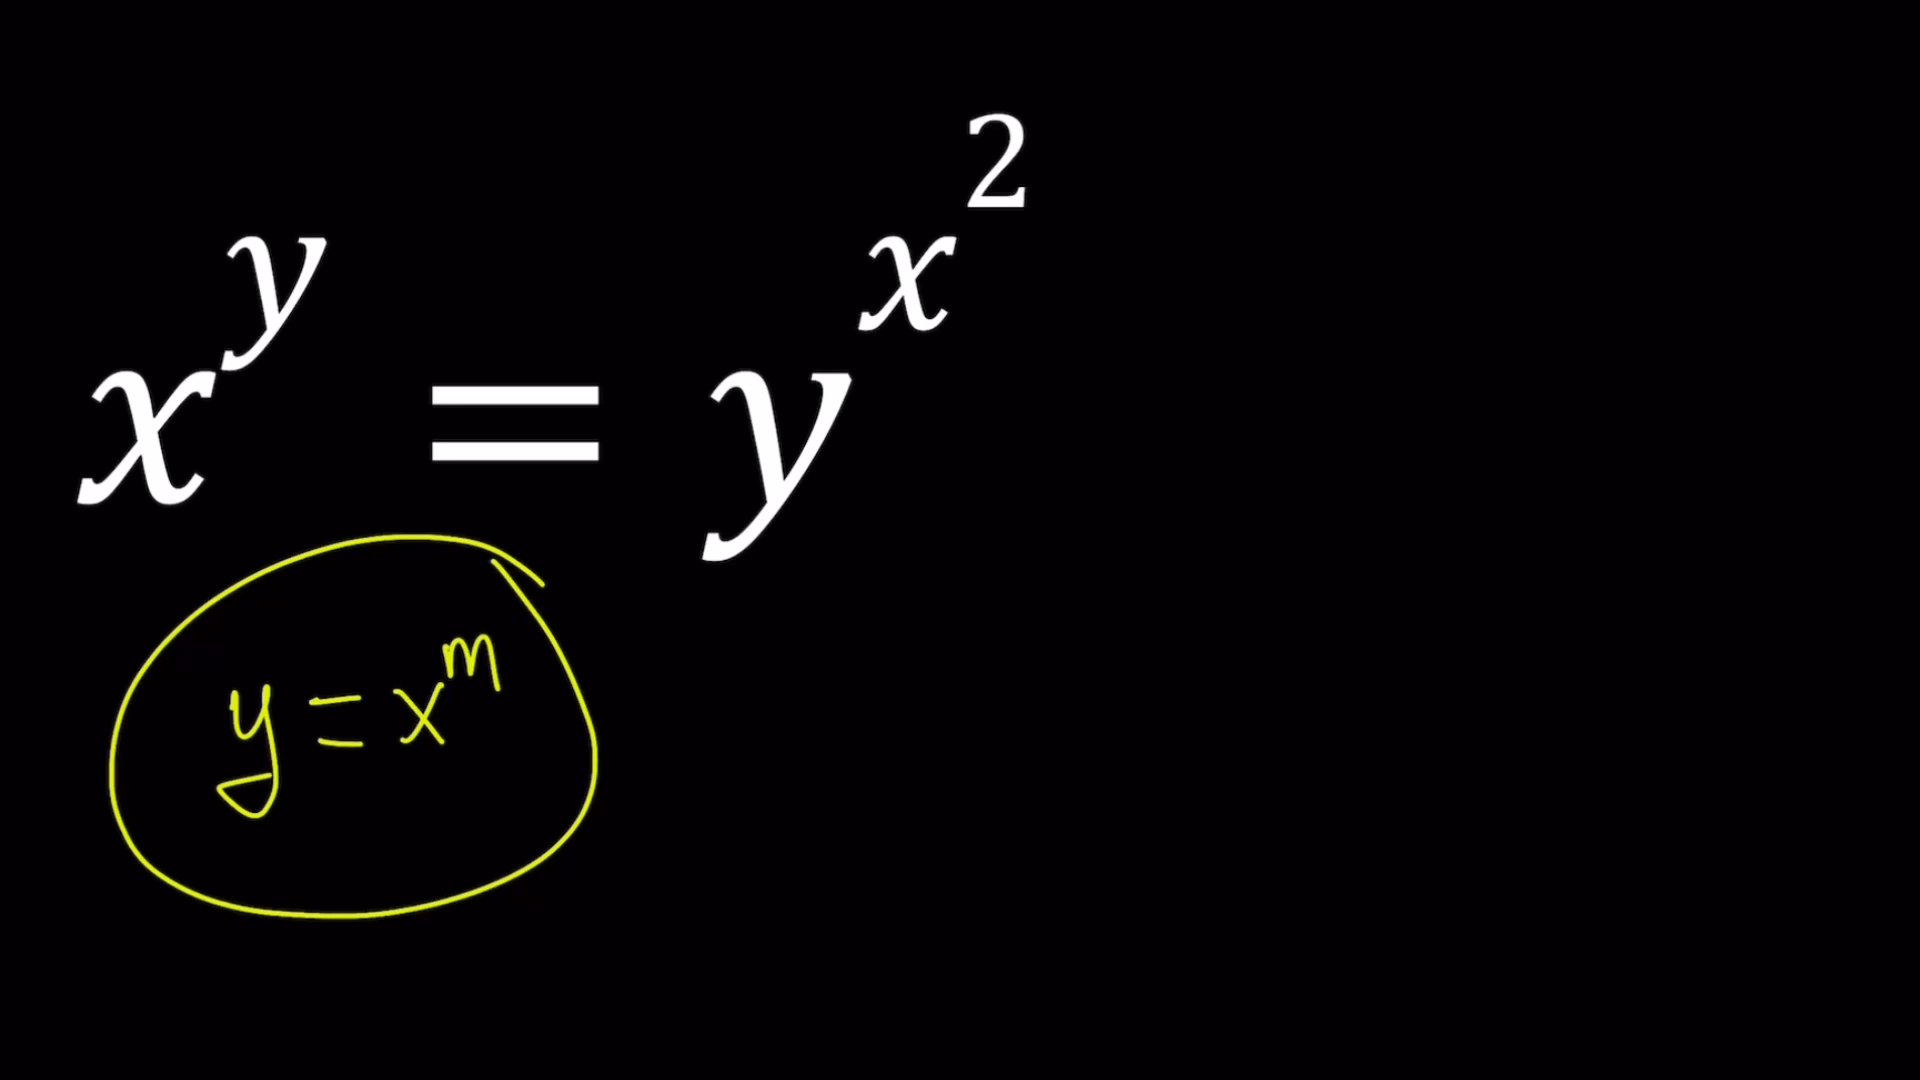 x^y = y^{x^2}
y = x^m